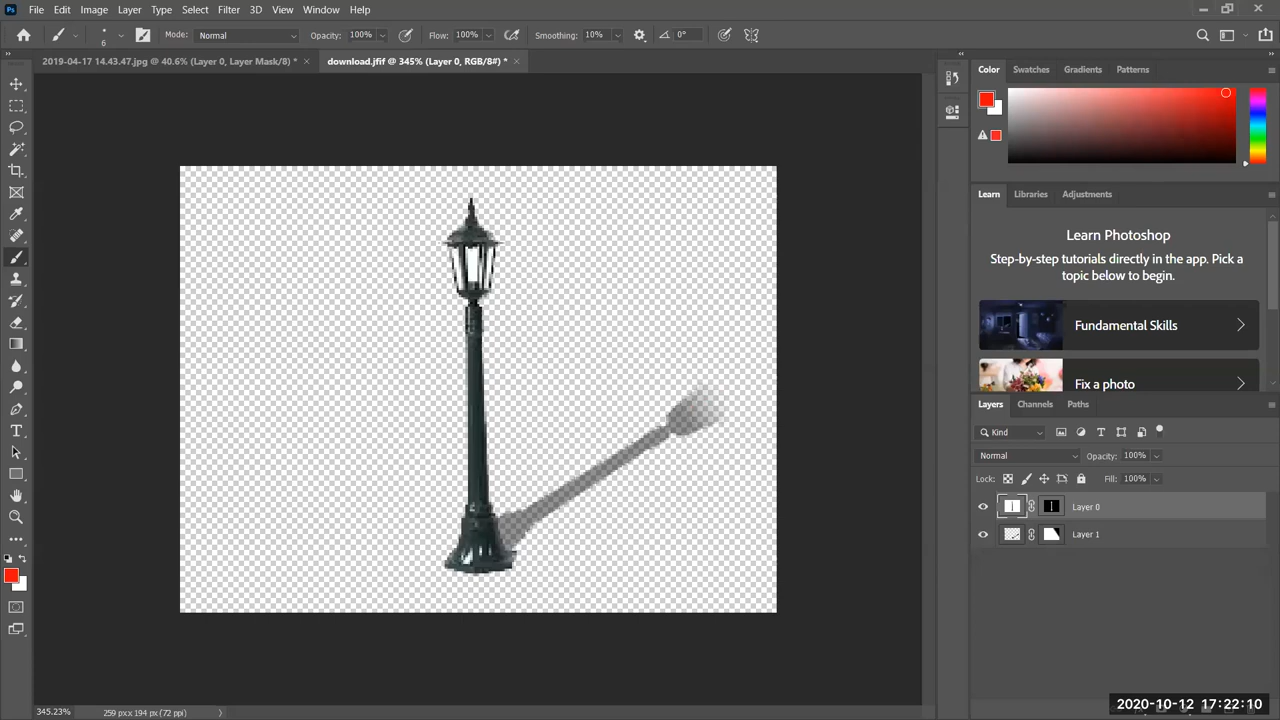 Ps File Edit Image Layer Type Select Filter 3D View Window Help
6 Mode: Normal Opacity: 100% Flow: 100% Smoothing: 10% 0°
2019-04-17 14.43.47.jpg @ 40.6% (Layer 0, Layer Mask/8) * × download.jfif @ 345% (Layer 0, RGB/8#) * ×
Color Swatches Gradients Patterns
Learn Libraries Adjustments
Learn Photoshop
Step-by-step tutorials directly in the app. Pick a
topic below to begin.
Fundamental Skills
Fix a photo
Layers Channels Paths
Kind
Normal Opacity: 100%
Lock: Fill: 100%
Layer 0
Layer 1
345.23% 259 px x 194 px (72 ppi)
2020-10-12 17:22:10